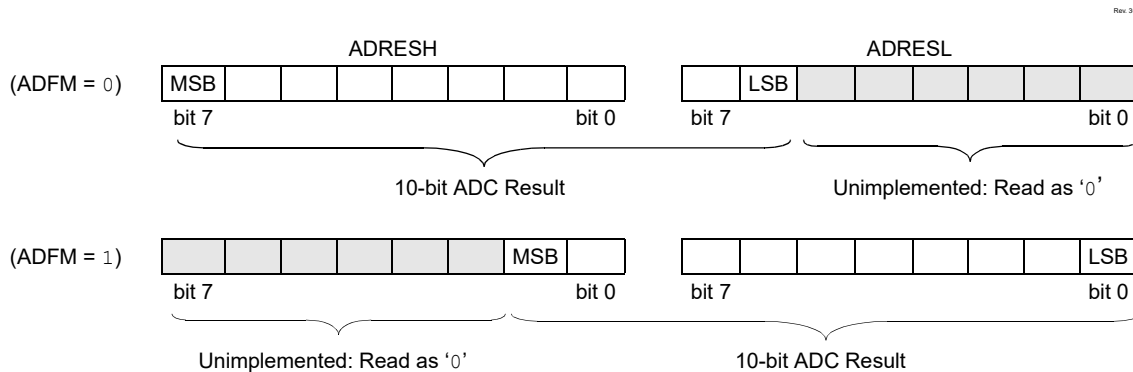 Rev. 3
ADRESH ADRESL
(ADFM = 0) MSB LSB
bit 7 bit 0 bit 7 bit 0
10-bit ADC Result Unimplemented: Read as ‘0’
(ADFM = 1) MSB LSB
bit 7 bit 0 bit 7 bit 0
Unimplemented: Read as ‘0’ 10-bit ADC Result